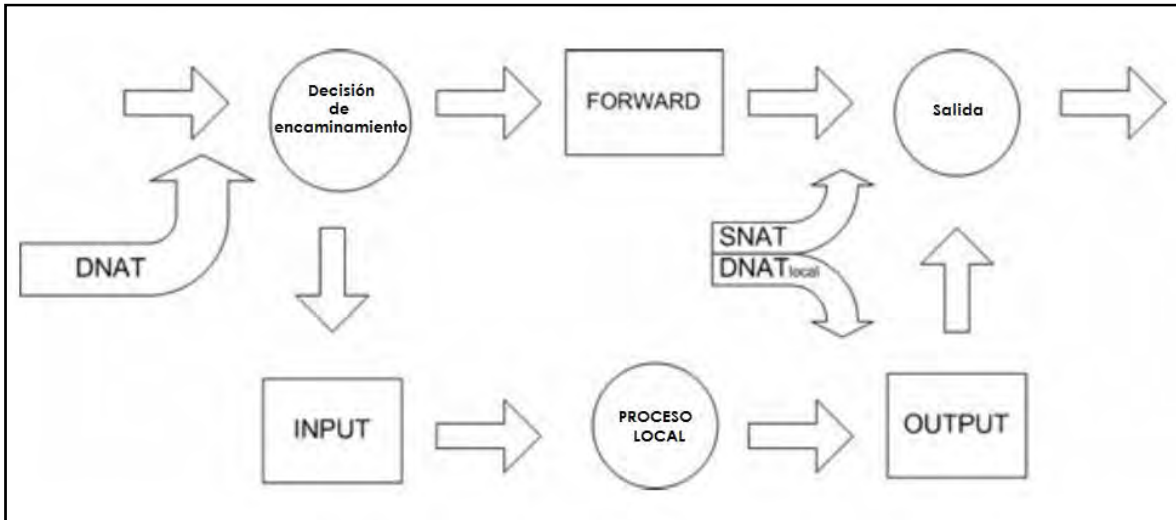 Decisión
de
encaminamiento
FORWARD
Salida
DNAT
SNAT
DNATlocal
INPUT
PROCESO
LOCAL
OUTPUT